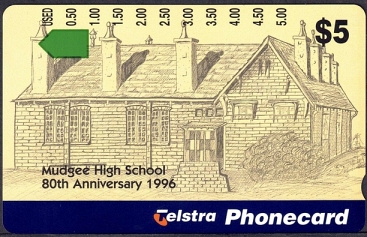 USED 0.50 1.00 1.50 2.00 2.50 3.00 3.50 4.00 4.50 5.00
$5
Mudgee High School
80th Anniversary 1996
Telstra Phonecard